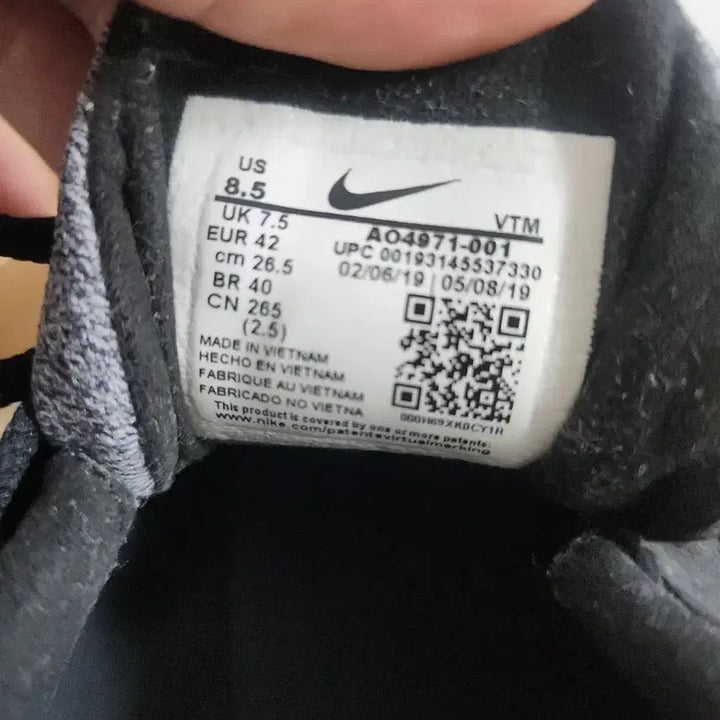 US
8.5
UK 7.5
EUR 42
cm 26.5
BR 40
CN 265
(2.5)
VTM
AO4971-001
UPC 00193145537330
02/06/19 | 05/08/19
MADE IN VIETNAM
HECHO EN VIETNAM
FABRIQUE AU VIETNAM
FABRICADO NO VIETNA
000H69XK0CY1R
This product is covered by one or more patents:
www.nike.com/patentsvirtualmarking